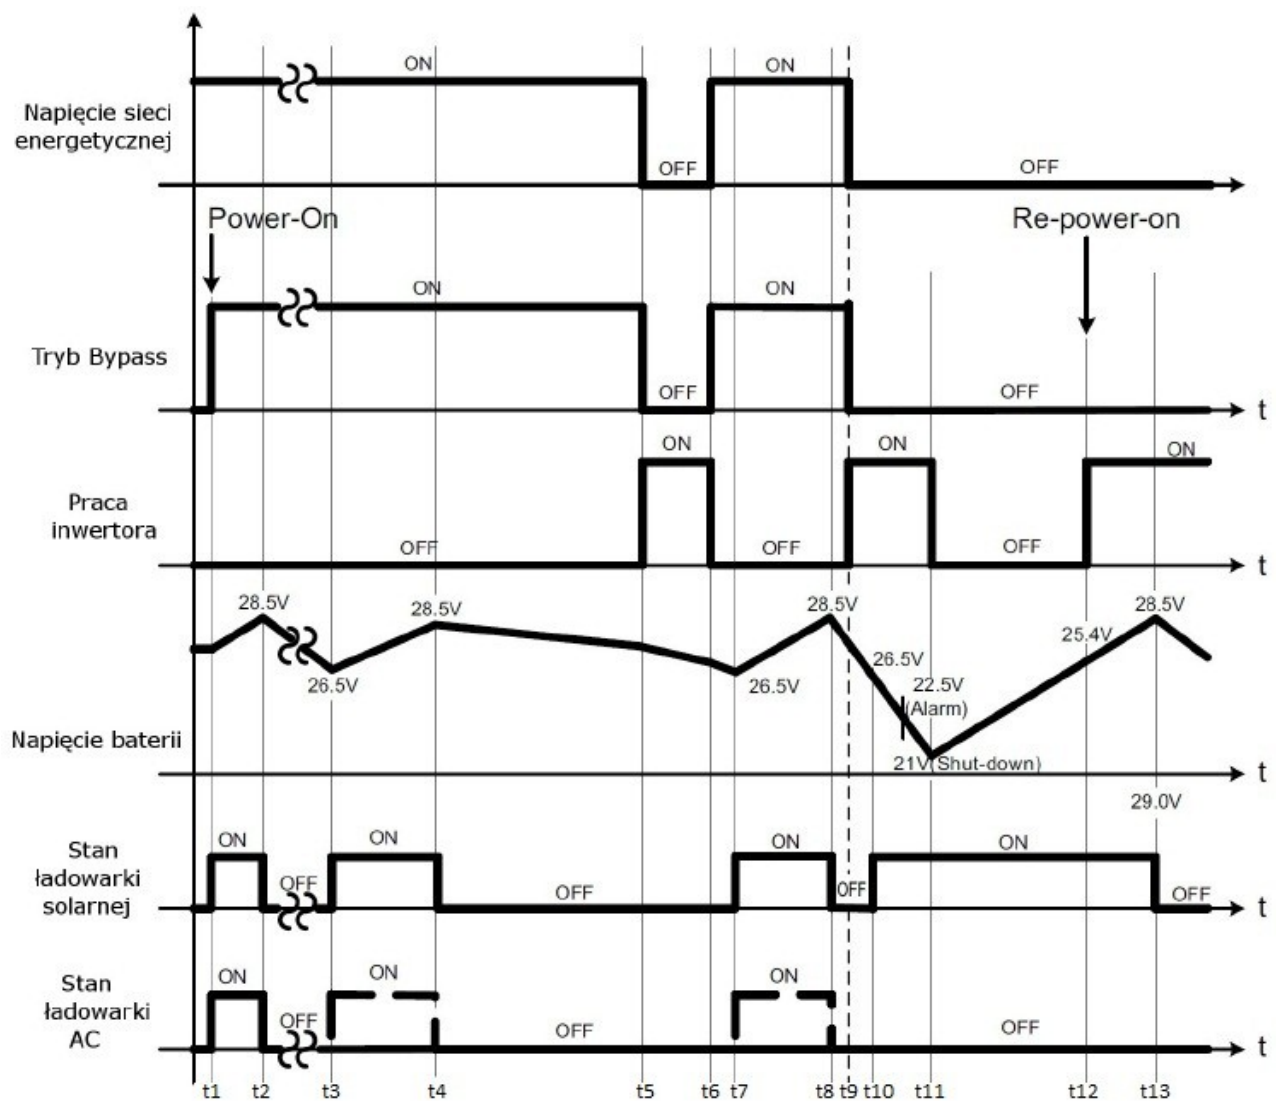 ON
ON
Napięcie sieci
energetycznej
OFF
OFF
Power-On
Re-power-on
ON
ON
Tryb Bypass
OFF
OFF
t
ON
ON
ON
Praca
inwertora
OFF
OFF
OFF
t
28.5V
28.5V
28.5V
28.5V
25.4V
26.5V
26.5V
26.5V
22.5V
(Alarm)
Napięcie baterii
21V(Shut-down)
t
29.0V
Stan
ładowarki
solarnej
ON
ON
ON
ON
OFF
OFF
OFF
OFF
t
Stan
ładowarki
AC
ON
ON
ON
OFF
OFF
OFF
t
t1 t2 t3 t4 t5 t6 t7 t8 t9 t10 t11 t12 t13